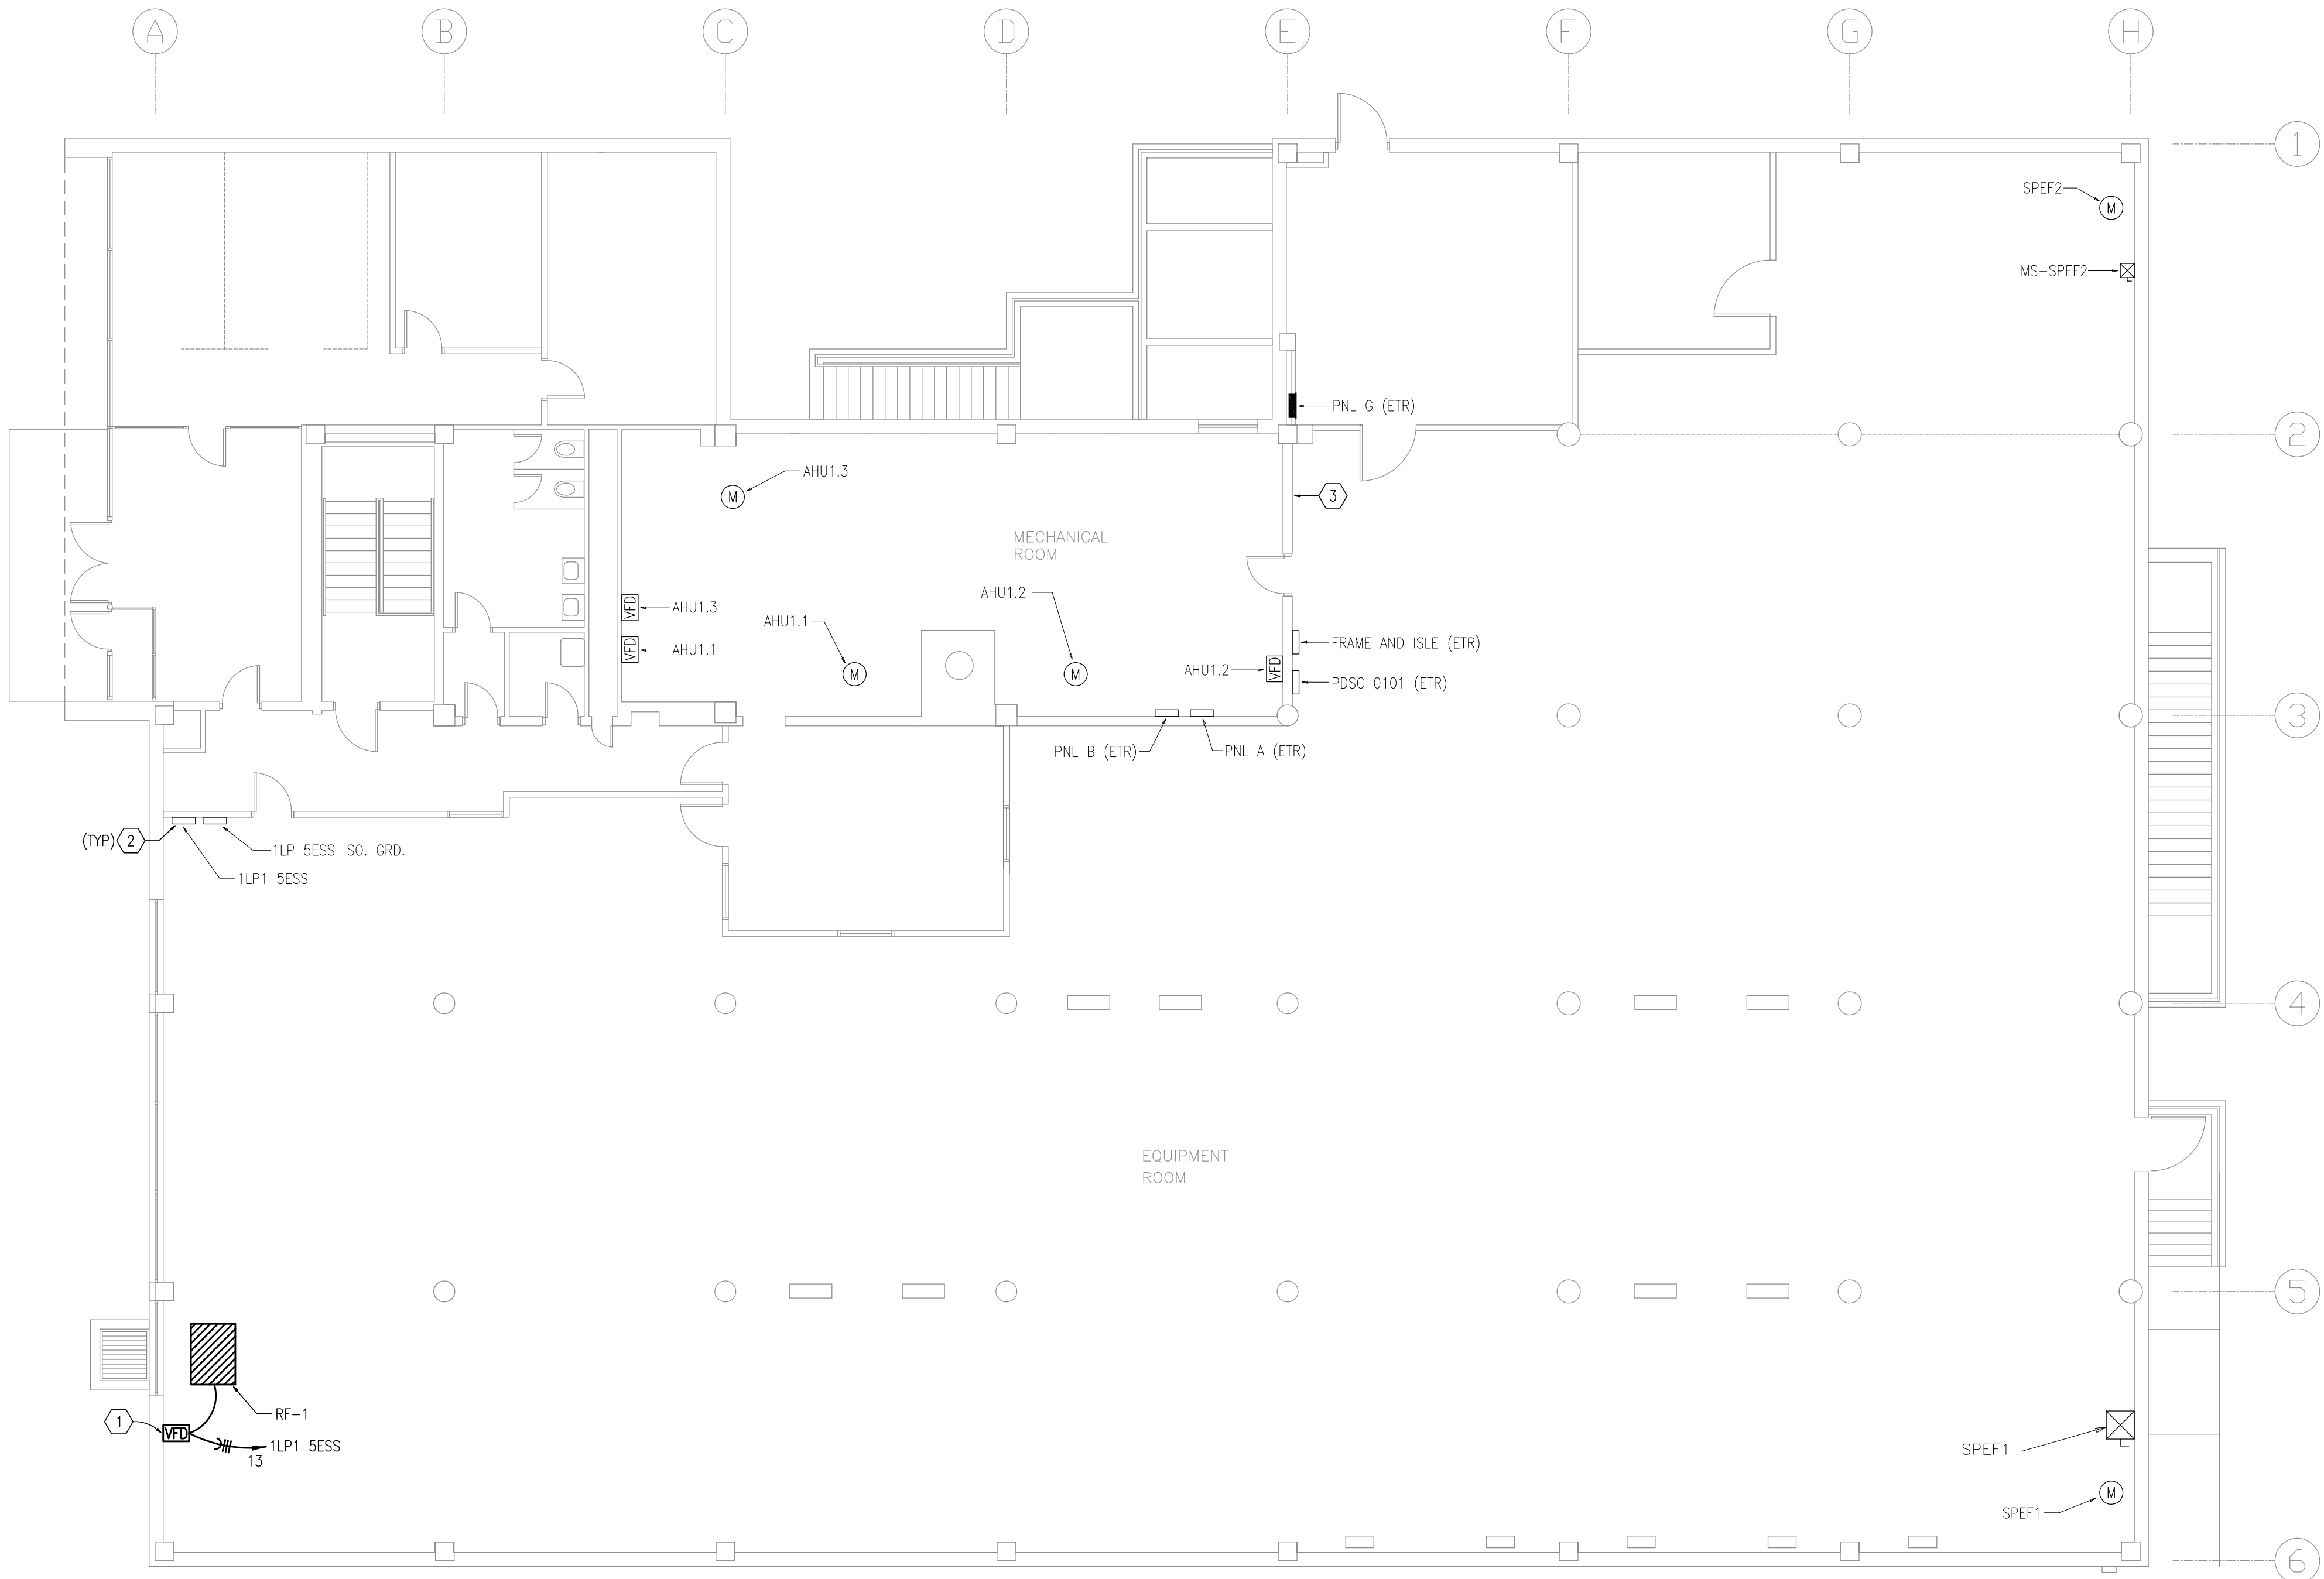 A
B
C
D
E
F
G
H
1
SPEF2
M
MS-SPEF2
PNL G (ETR)
2
AHU1.3
M
3
MECHANICAL
ROOM
AHU1.2
VFD
AHU1.3
AHU1.1
VFD
AHU1.1
M
M
FRAME AND ISLE (ETR)
AHU1.2
VFD
PDSC 0101 (ETR)
3
PNL B (ETR)
PNL A (ETR)
(TYP)
2
1LP 5ESS ISO. GRD.
1LP1 5ESS
4
EQUIPMENT
ROOM
5
RF-1
1
VFD
1LP1 5ESS
13
SPEF1
M
SPEF1
6